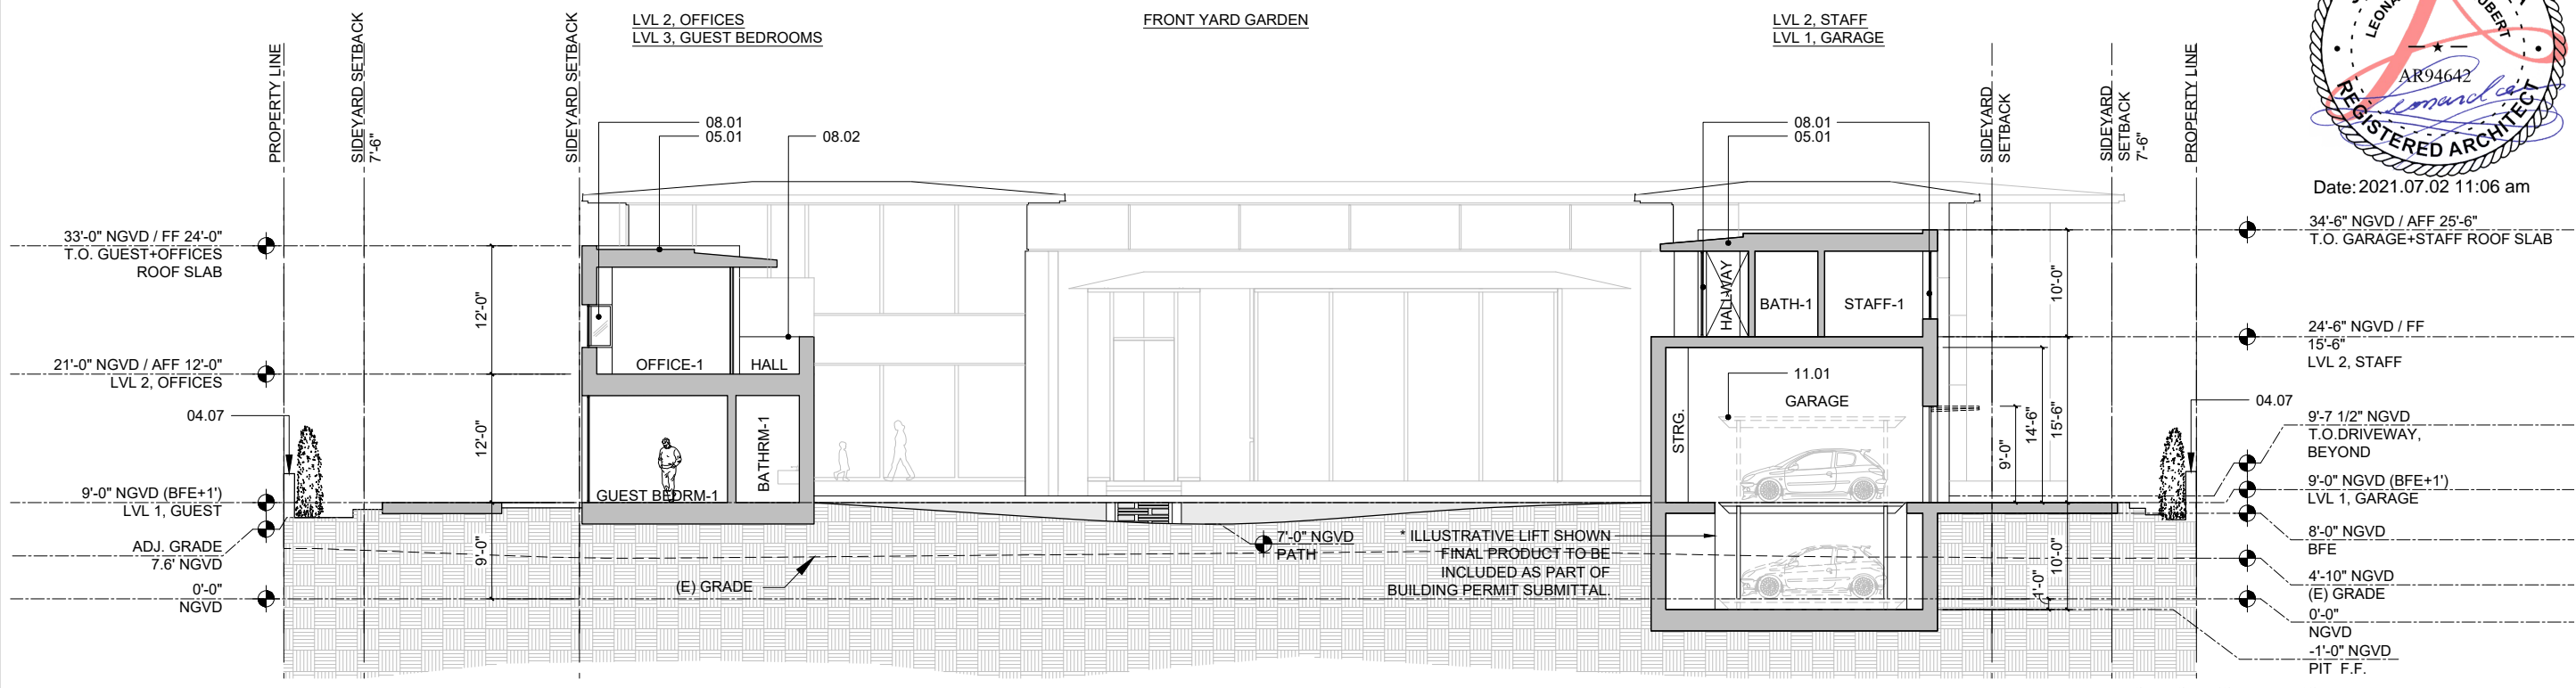 LVL 2, OFFICES
LVL 3, GUEST BEDROOMS
FRONT YARD GARDEN
LVL 2, STAFF
LVL 1, GARAGE
PROPERTY LINE
SIDEYARD SETBACK
7'-6"
SIDEYARD SETBACK
SIDEYARD
SETBACK
SIDEYARD
SETBACK
7'-6"
PROPERTY LINE
AR94642
REGISTERED ARCHITECT
Date: 2021.07.02 11:06 am
08.01
05.01
08.02
08.01
05.01
33'-0" NGVD / FF 24'-0"
T.O. GUEST+OFFICES
ROOF SLAB
21'-0" NGVD / AFF 12'-0"
LVL 2, OFFICES
04.07
9'-0" NGVD (BFE+1')
LVL 1, GUEST
ADJ. GRADE
7.6' NGVD
0'-0"
NGVD
12'-0"
12'-0"
9'-0"
OFFICE-1
HALL
GUEST BEDRM-1
BATHRM-1
(E) GRADE
7'-0" NGVD
PATH
* ILLUSTRATIVE LIFT SHOWN
FINAL PRODUCT TO BE
INCLUDED AS PART OF
BUILDING PERMIT SUBMITTAL.
HALLWAY
BATH-1
STAFF-1
11.01
GARAGE
STRG.
10'-0"
9'-0"
14'-6"
15'-6"
10'-0"
1'-0"
34'-6" NGVD / AFF 25'-6"
T.O. GARAGE+STAFF ROOF SLAB
24'-6" NGVD / FF
15'-6"
LVL 2, STAFF
04.07
9'-7 1/2" NGVD
T.O.DRIVEWAY,
BEYOND
9'-0" NGVD (BFE+1')
LVL 1, GARAGE
8'-0" NGVD
BFE
4'-10" NGVD
(E) GRADE
0'-0"
NGVD
-1'-0" NGVD
PIT F.F.